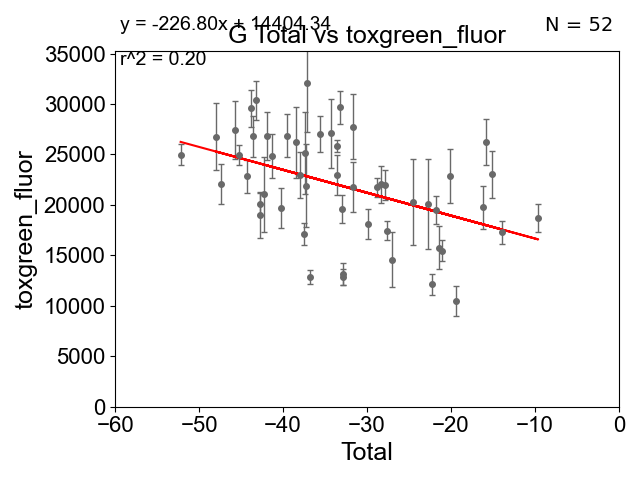 y = -226.80x + 14404.34
N = 52
G Total vs toxgreen_fluor
r^2 = 0.20
35000
30000
25000
20000
15000
10000
5000
0
toxgreen_fluor
−60 −50 −40 −30 −20 −10 0
Total